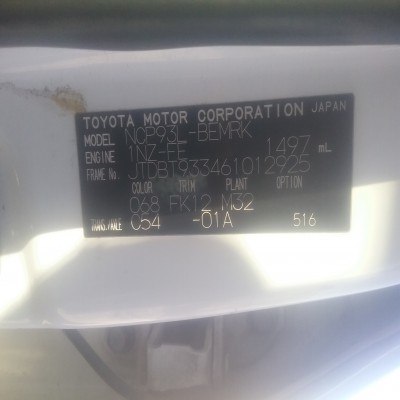 TOYOTA MOTOR CORPORATION JAPAN
MODEL NCP93L-BEMRK
ENGINE 1NZ-FE 1497 mL
FRAME No. JTDBT933461012925
COLOR TRIM PLANT OPTION
068 FK12 M32
TRANS./AXLE C54 -01A 516